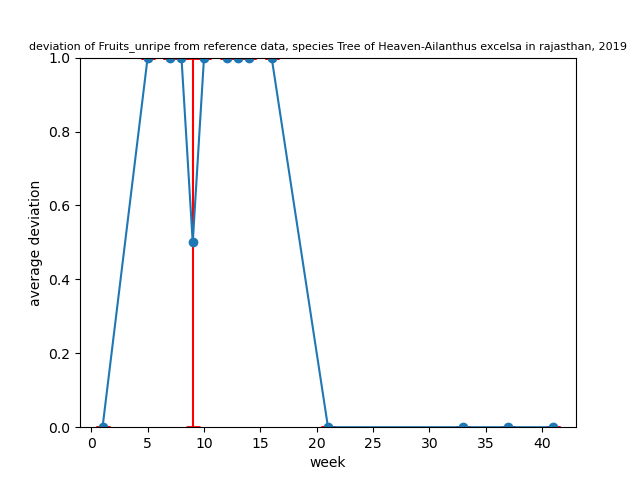 deviation of Fruits_unripe from reference data, species Tree of Heaven-Ailanthus excelsa in rajasthan, 2019
1.0
0.8
0.6
0.4
0.2
0.0
average deviation
0 5 10 15 20 25 30 35 40
week